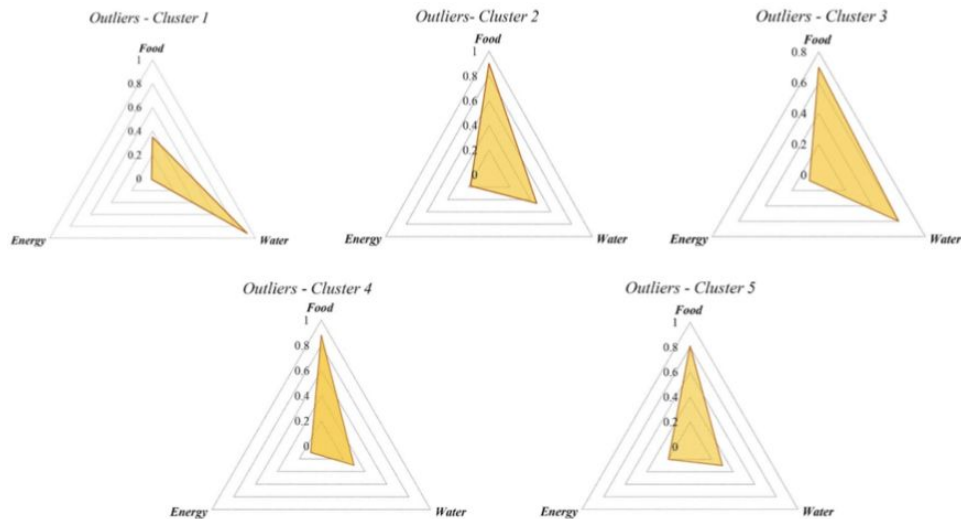 Outliers - Cluster 1
Food
1
0.8
0.6
0.4
0.2
0
Energy
Water
Outliers- Cluster 2
Food
1
0.8
0.6
0.4
0.2
0
Energy
Water
Outliers - Cluster 3
0.8
Food
0.6
0.4
0.2
0
Energy
Water
Outliers - Cluster 4
Food
1
0.8
0.6
0.4
0.2
0
Energy
Water
Outliers - Cluster 5
Food
1
0.8
0.6
0.4
0.2
0
Energy
Water